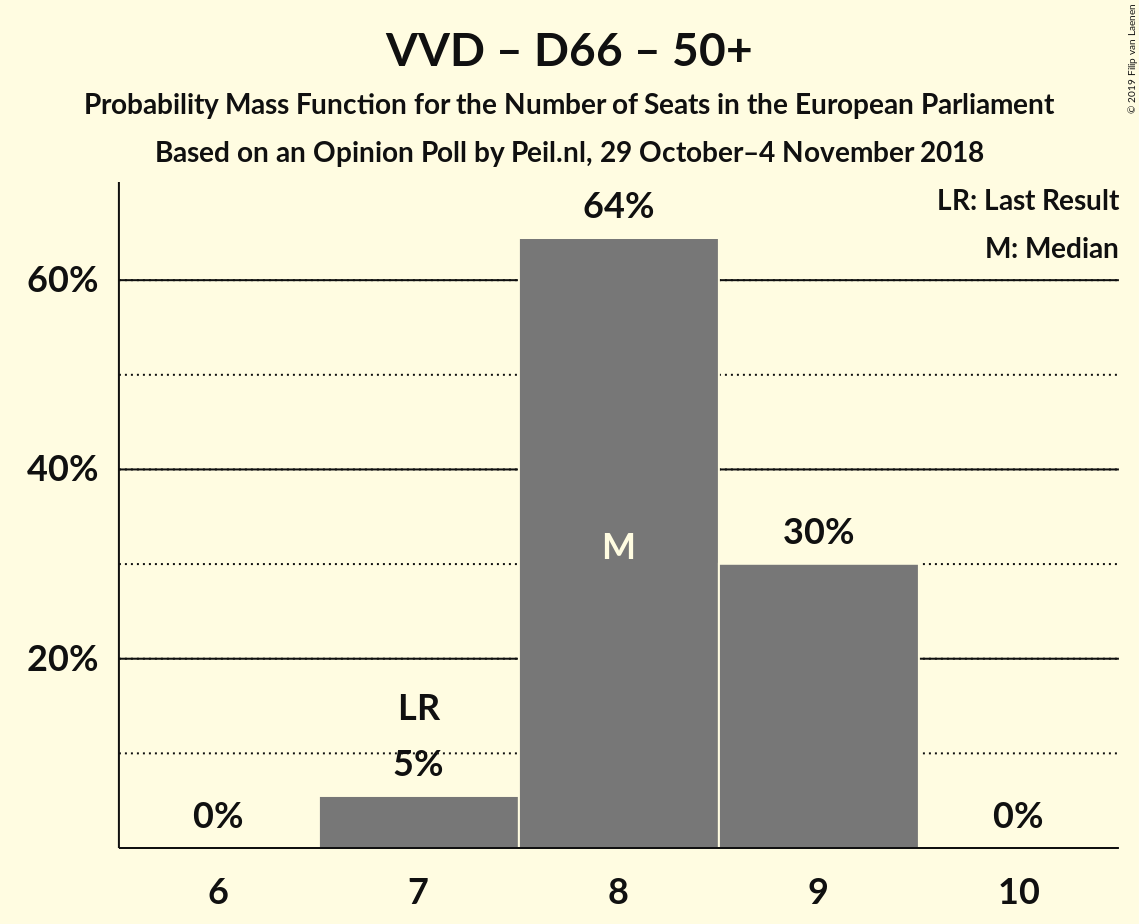 VVD – D66 – 50+
Probability Mass Function for the Number of Seats in the European Parliament
Based on an Opinion Poll by Peil.nl, 29 October–4 November 2018
© 2019 Filip van Laenen
LR: Last Result
M: Median
64%
60%
40%
30%
20%
M
LR
5%
0%
0%
6
7
8
9
10